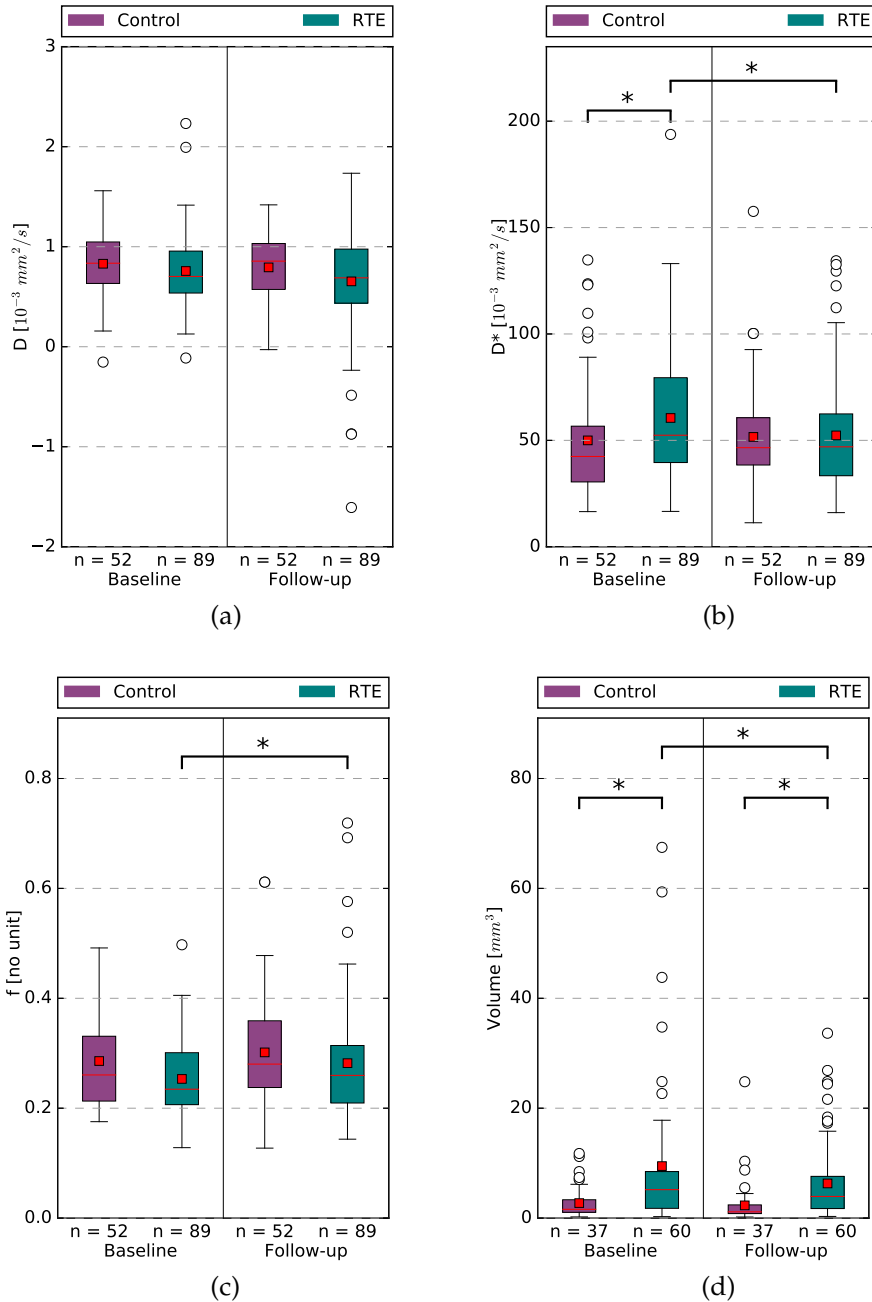 Control RTE
3
2
1
0
−1
−2
D [10⁻³ mm²/s]
n = 52 n = 89 n = 52 n = 89
Baseline Follow-up
(a)
Control RTE
200
150
100
50
0
D* [10⁻³ mm²/s]
* *
n = 52 n = 89 n = 52 n = 89
Baseline Follow-up
(b)
Control RTE
0.8
0.6
0.4
0.2
0.0
f [no unit]
*
n = 52 n = 89 n = 52 n = 89
Baseline Follow-up
(c)
Control RTE
80
60
40
20
0
Volume [mm³]
*
* *
n = 37 n = 60 n = 37 n = 60
Baseline Follow-up
(d)